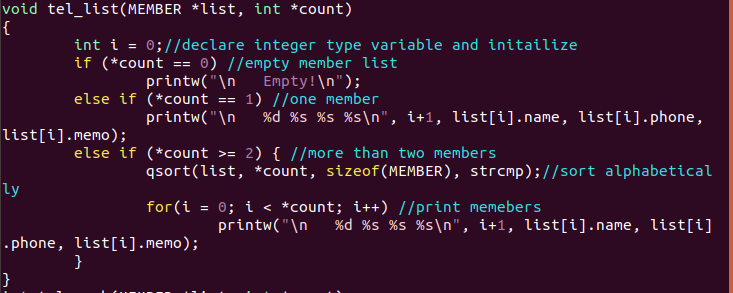 void tel_list(MEMBER *list, int *count)
{
        int i = 0;//declare integer type variable and initailize
        if (*count == 0) //empty member list
                printw("\n   Empty!\n");
        else if (*count == 1) //one member
                printw("\n   %d %s %s %s\n", i+1, list[i].name, list[i].phone,
list[i].memo);
        else if (*count >= 2) { //more than two members
                qsort(list, *count, sizeof(MEMBER), strcmp);//sort alphabetical
ly
                for(i = 0; i < *count; i++) //print memebers
                        printw("\n   %d %s %s %s\n", i+1, list[i].name, list[i]
.phone, list[i].memo);
        }
}